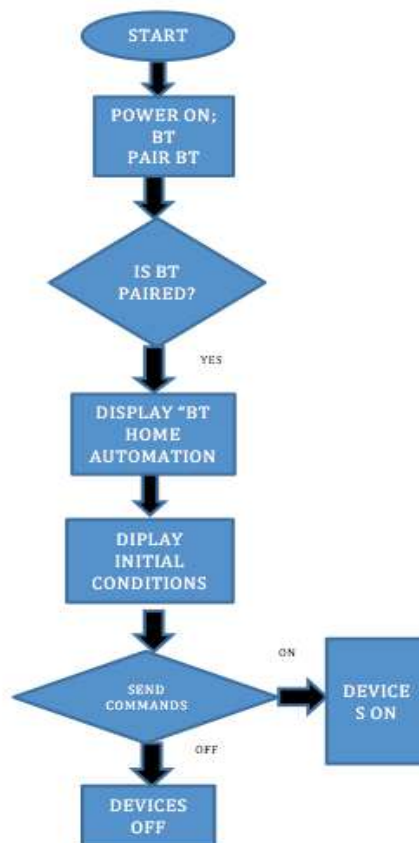 START
POWER ON;
BT
PAIR BT
IS BT
PAIRED?
YES
DISPLAY "BT
HOME
AUTOMATION
DIPLAY
INITIAL
CONDITIONS
SEND
COMMANDS
ON
DEVICE
S ON
OFF
DEVICES
OFF